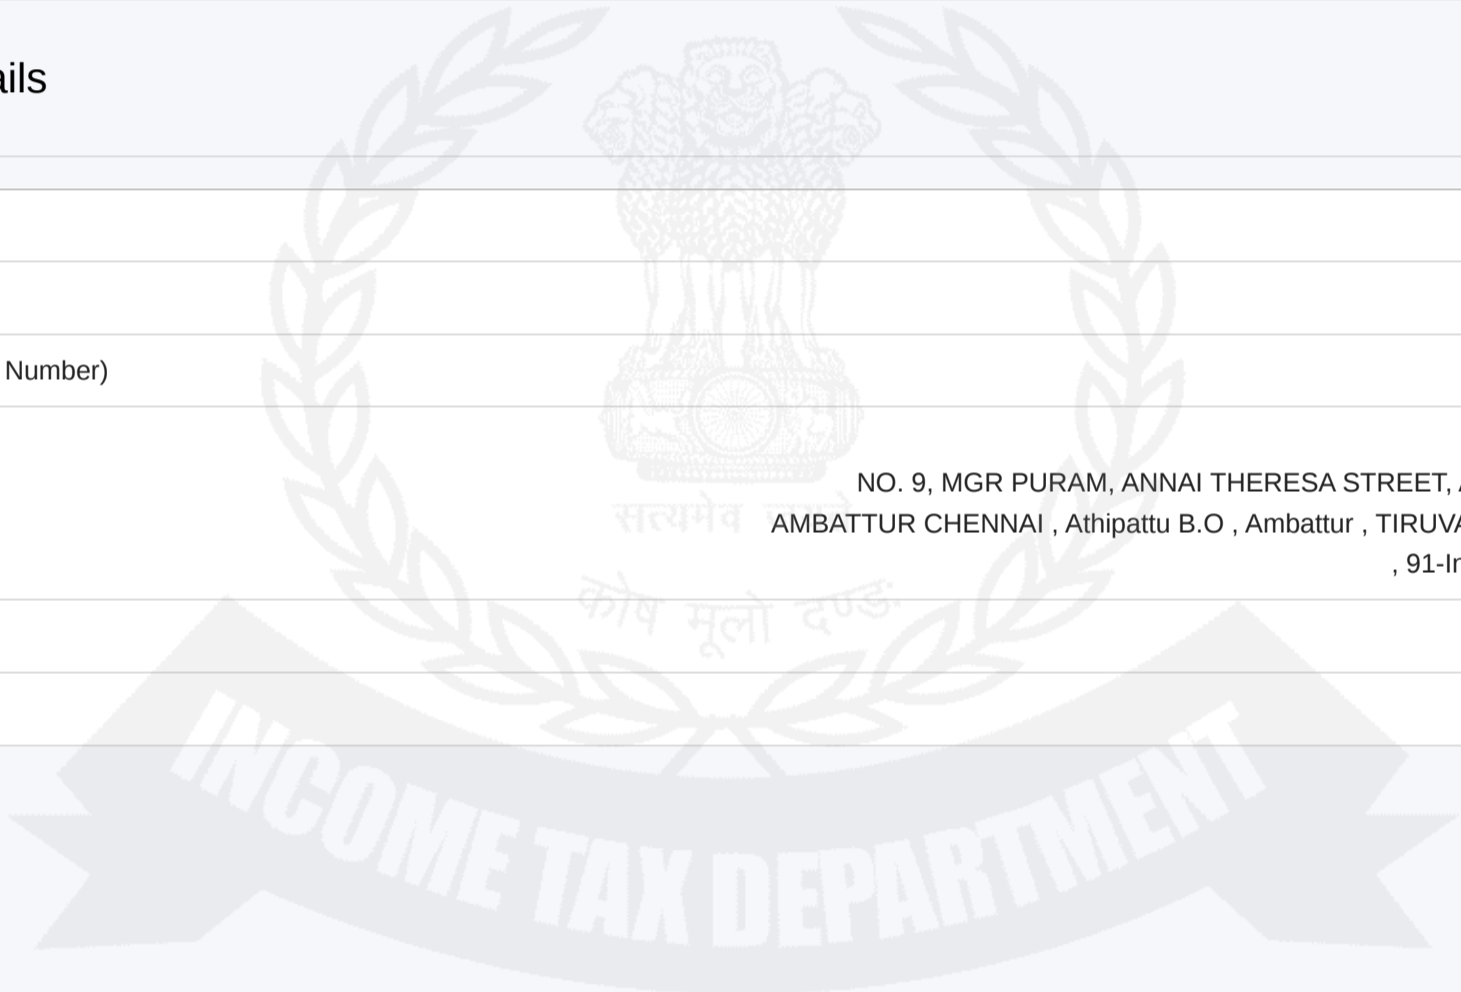 ails
Number)
NO. 9, MGR PURAM, ANNAI THERESA STREET,
AMBATTUR CHENNAI , Athipattu B.O , Ambattur , TIRUVA
, 91-In
सत्यमेव जयते
कोष मूलो दण्डः
INCOME TAX DEPARTMENT